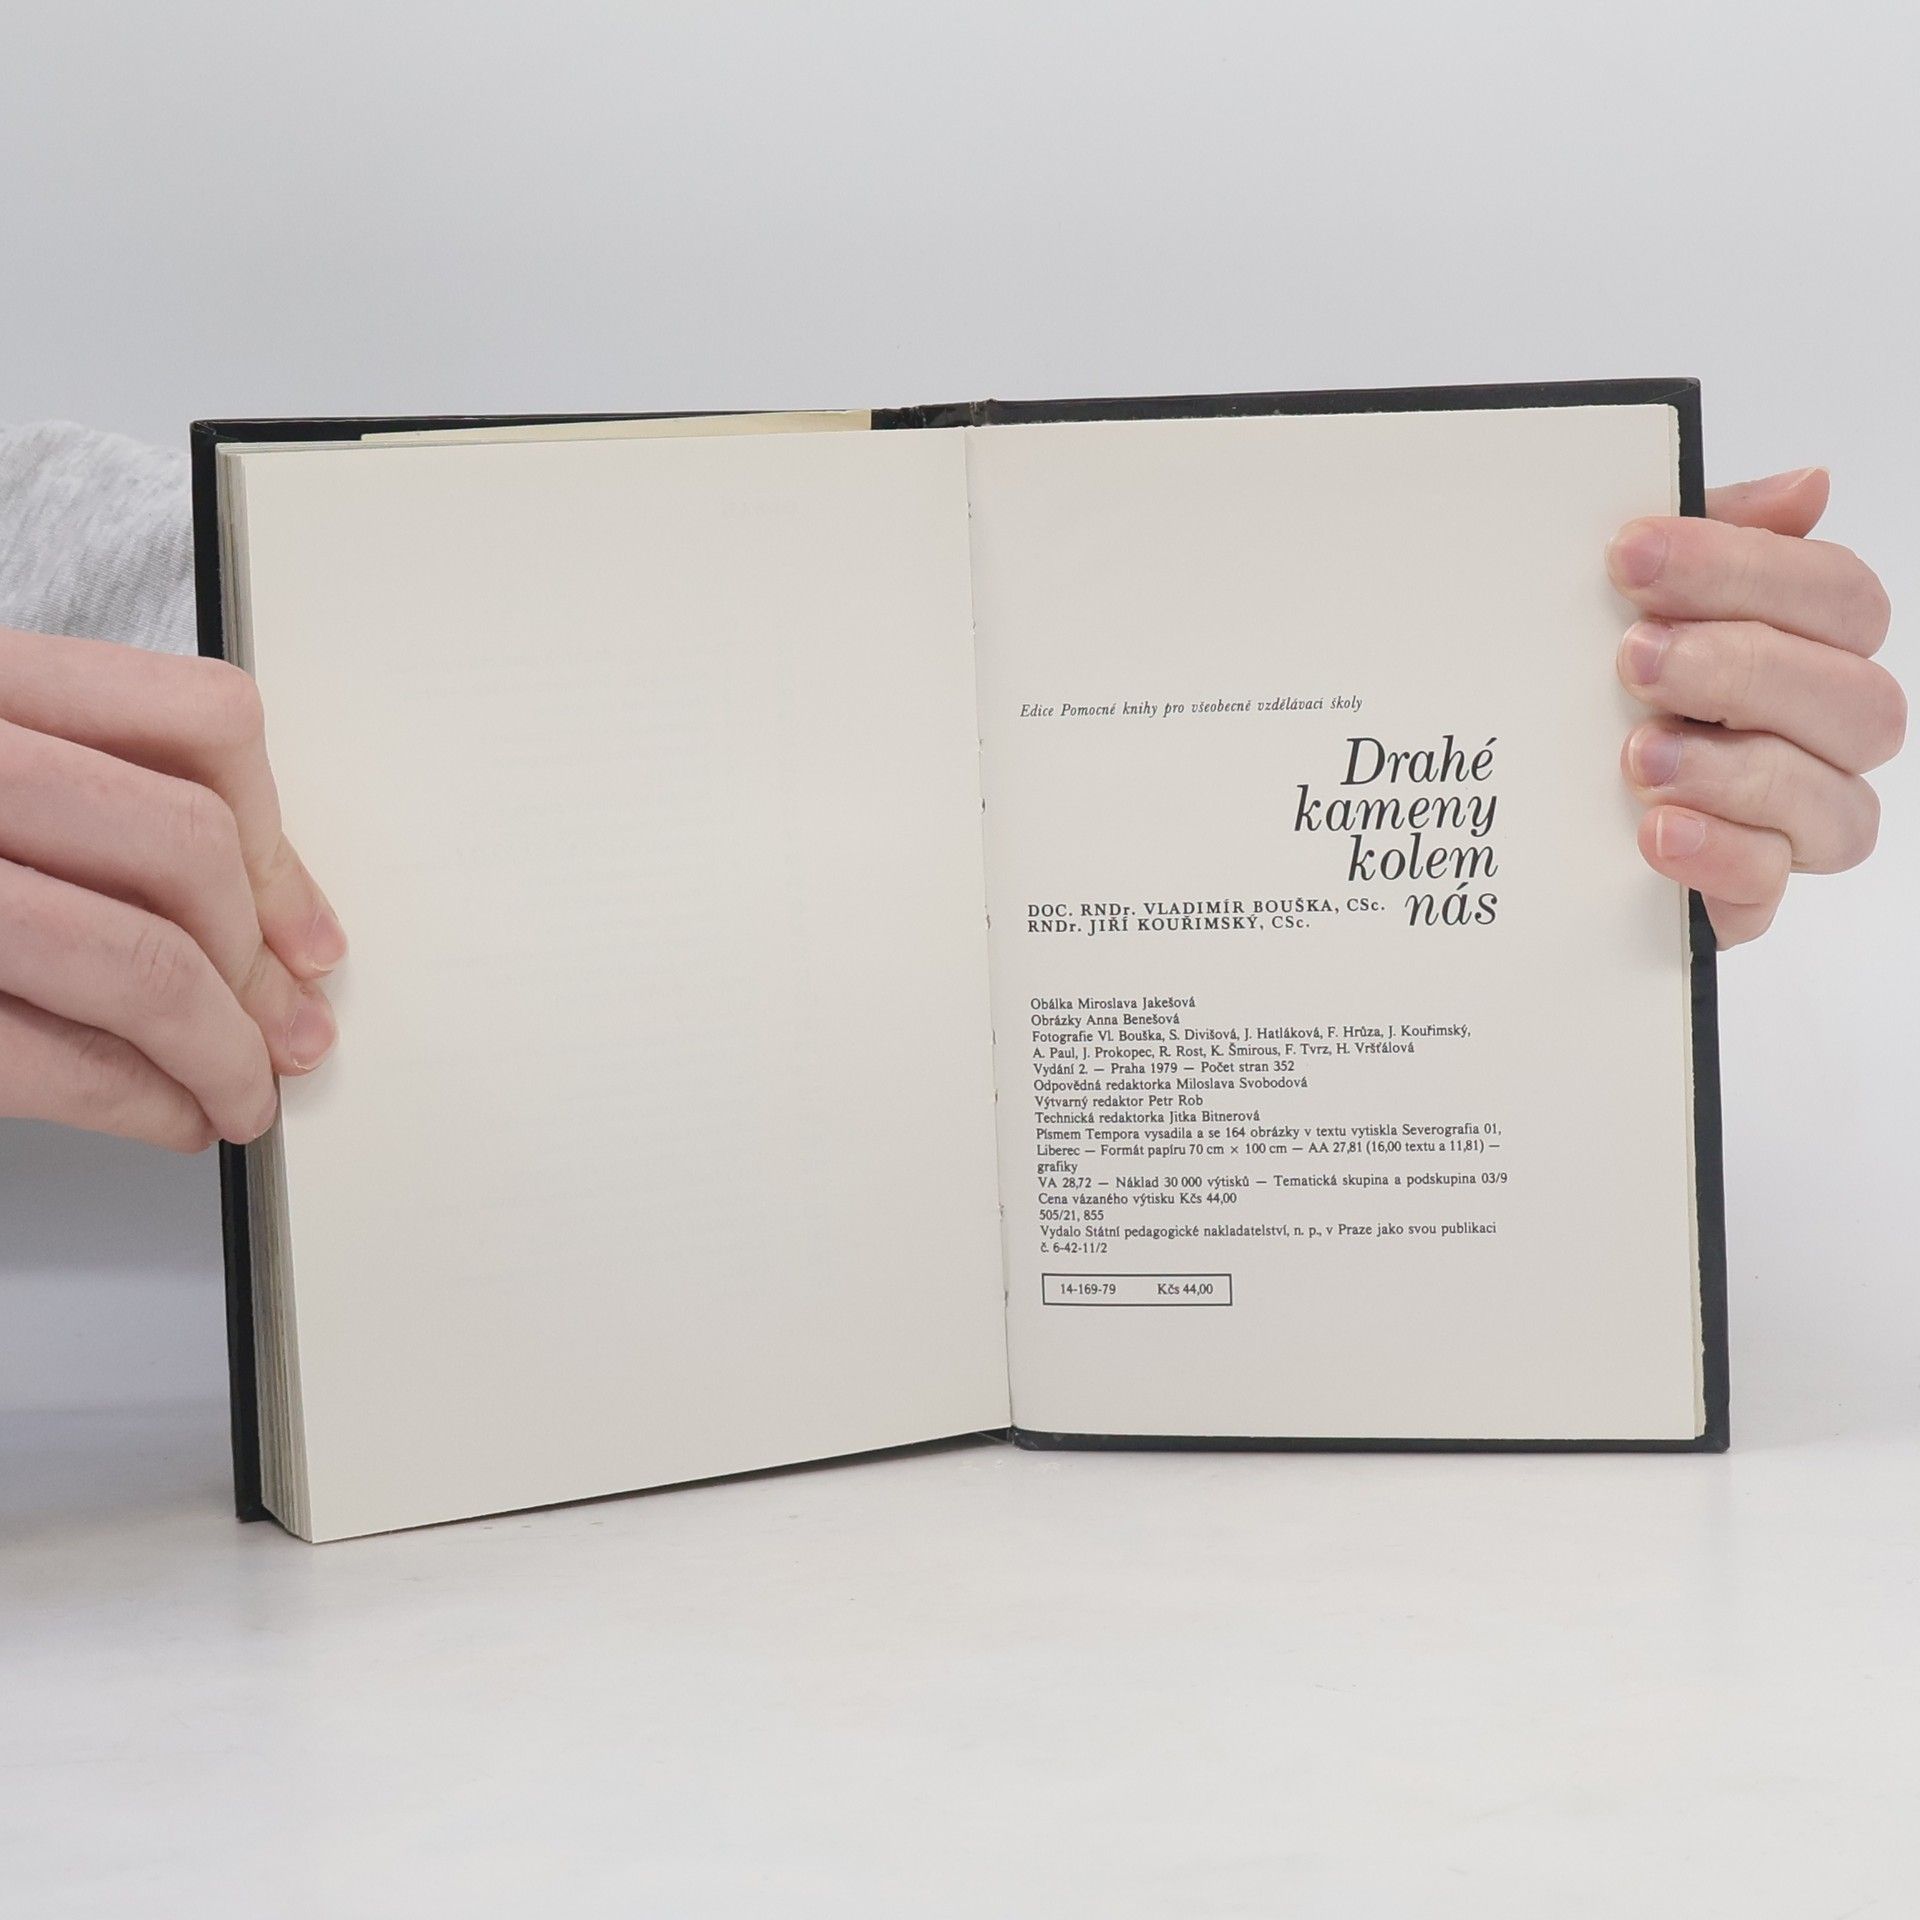 Edice Pomocné knihy pro všeobecně vzdělávací školy
Drahé
kameny
kolem
nás
DOC. RNDr. VLADIMÍR BOUŠKA, CSc.
RNDr. JIŘÍ KOUŘIMSKÝ, CSc.
Obálka Miroslava Jakešová
Obrázky Anna Benešová
Fotografie Vl. Bouška, S. Divišová, J. Hatláková, F. Hrůza, J. Kouřimský,
A. Paul, J. Prokopec, R. Rost, K. Šmirous, F. Tvrz, H. Vršťálová
Vydání 2. — Praha 1979 — Počet stran 352
Odpovědná redaktorka Miloslava Svobodová
Výtvarný redaktor Petr Rob
Technická redaktorka Jitka Bitnerová
Písmem Tempora vysadila a se 164 obrázky v textu vytiskla Severografia 01,
Liberec — Formát papíru 70 cm × 100 cm — AA 27,81 (16,00 textu a 11,81) —
grafiky
VA 28,72 — Náklad 30 000 výtisků — Tematická skupina a podskupina 03/9
Cena vázaného výtisku Kčs 44,00
505/21, 855
Vydalo Státní pedagogické nakladatelství, n. p., v Praze jako svou publikaci
č. 6-42-11/2
14-169-79 Kčs 44,00